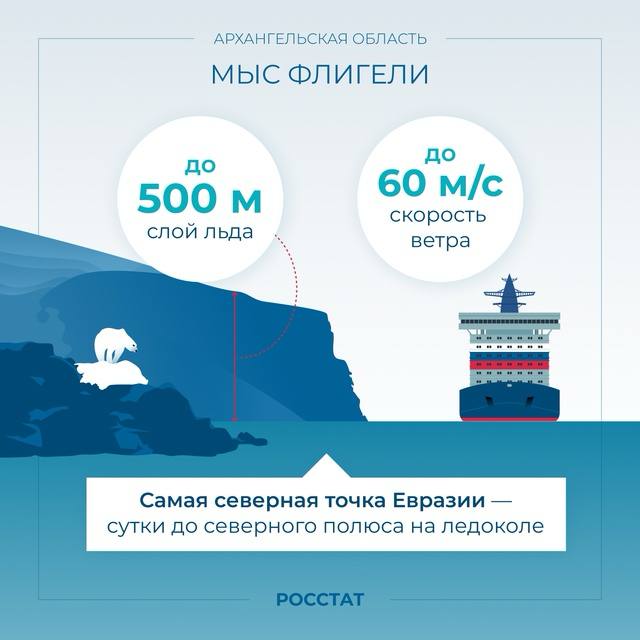 АРХАНГЕЛЬСКАЯ ОБЛАСТЬ
МЫС ФЛИГЕЛИ
до
500 м
слой льда
до
60 м/с
скорость
ветра
Самая северная точка Евразии —
сутки до северного полюса на ледоколе
РОССТАТ